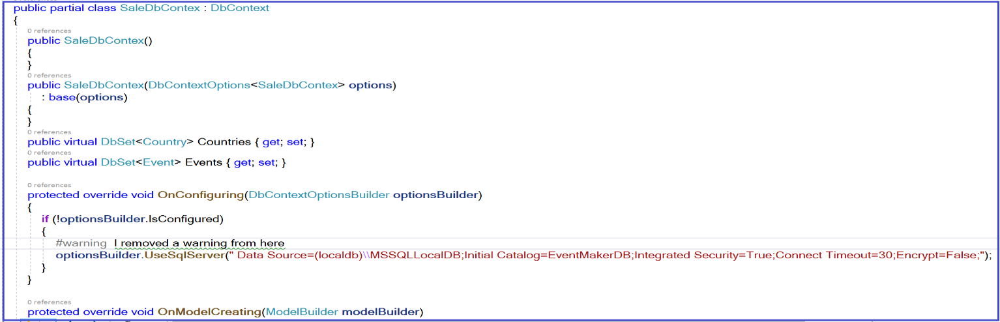 public partial class SaleDbContex : DbContext
{
0 references
public SaleDbContex()
{
}
0 references
public SaleDbContex(DbContextOptions<SaleDbContex> options)
: base(options)
{
}
0 references
public virtual DbSet<Country> Countries { get; set; }
0 references
public virtual DbSet<Event> Events { get; set; }
0 references
protected override void OnConfiguring(DbContextOptionsBuilder optionsBuilder)
{
if (!optionsBuilder.IsConfigured)
{
#warning I removed a warning from here
optionsBuilder.UseSqlServer(" Data Source=(localdb)\\MSSQLLocalDB;Initial Catalog=EventMakerDB;Integrated Security=True;Connect Timeout=30;Encrypt=False;");
}
}
0 references
protected override void OnModelCreating(ModelBuilder modelBuilder)